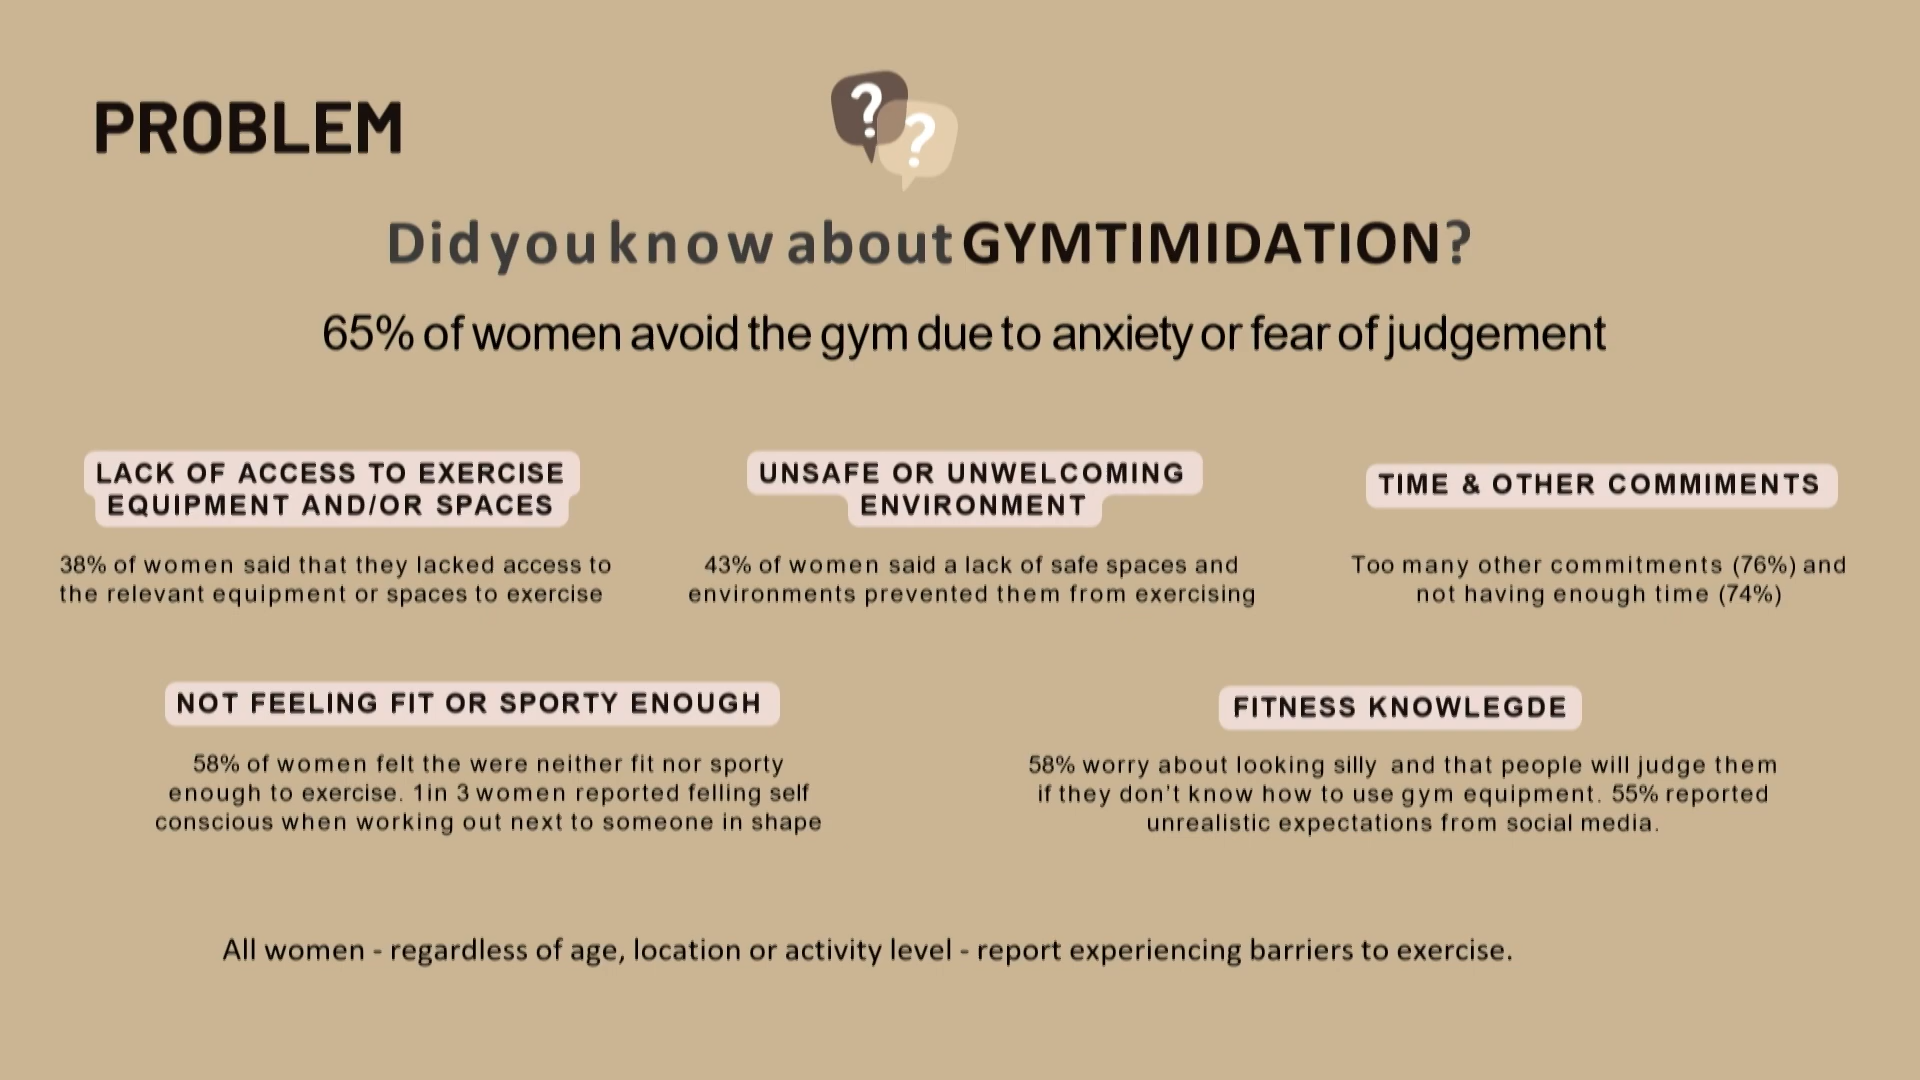 PROBLEM
? ?
Did you know about GYMTIMIDATION?
65% of women avoid the gym due to anxiety or fear of judgement
LACK OF ACCESS TO EXERCISE
EQUIPMENT AND/OR SPACES
38% of women said that they lacked access to
the relevant equipment or spaces to exercise
UNSAFE OR UNWELCOMING
ENVIRONMENT
43% of women said a lack of safe spaces and
environments prevented them from exercising
TIME & OTHER COMMIMENTS
Too many other commitments (76%) and
not having enough time (74%)
NOT FEELING FIT OR SPORTY ENOUGH
58% of women felt the were neither fit nor sporty
enough to exercise. 1in 3 women reported felling self
conscious when working out next to someone in shape
FITNESS KNOWLEGDE
58% worry about looking silly and that people will judge them
if they don't know how to use gym equipment. 55% reported
unrealistic expectations from social media.
All women - regardless of age, location or activity level - report experiencing barriers to exercise.